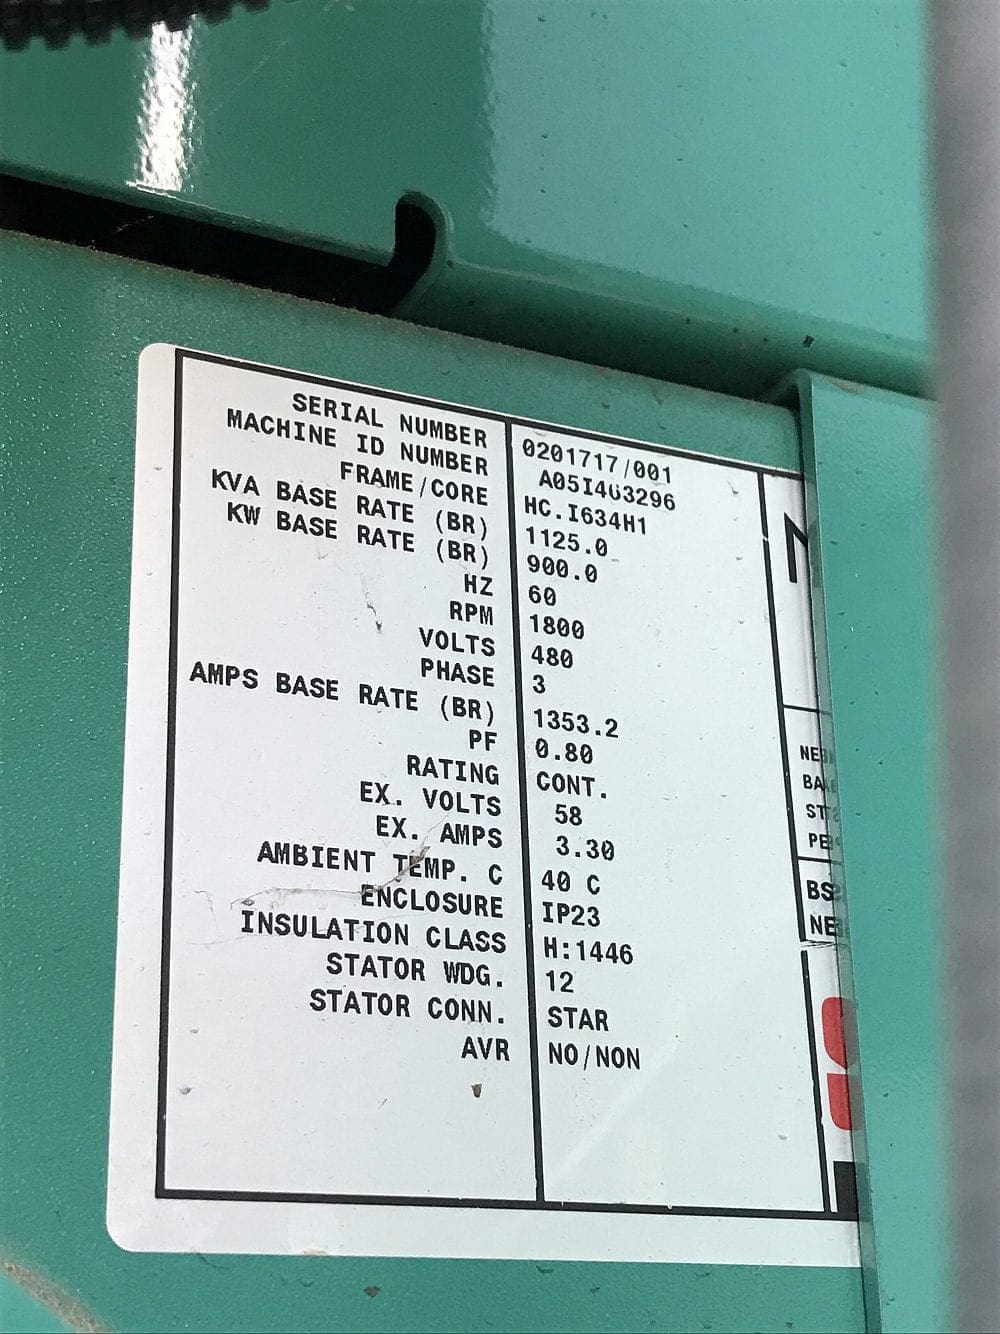 SERIAL NUMBER 0201717/001
MACHINE ID NUMBER A05I463296
FRAME/CORE HC.I634H1
KVA BASE RATE (BR) 1125.0
KW BASE RATE (BR) 900.0
HZ 60
RPM 1800
VOLTS 480
PHASE 3
AMPS BASE RATE (BR) 1353.2
PF 0.80
RATING CONT.
EX. VOLTS 58
EX. AMPS 3.30
AMBIENT TEMP. C 40 C
ENCLOSURE IP23
INSULATION CLASS H:1446
STATOR WDG. 12
STATOR CONN. STAR
AVR NO/NON
BS